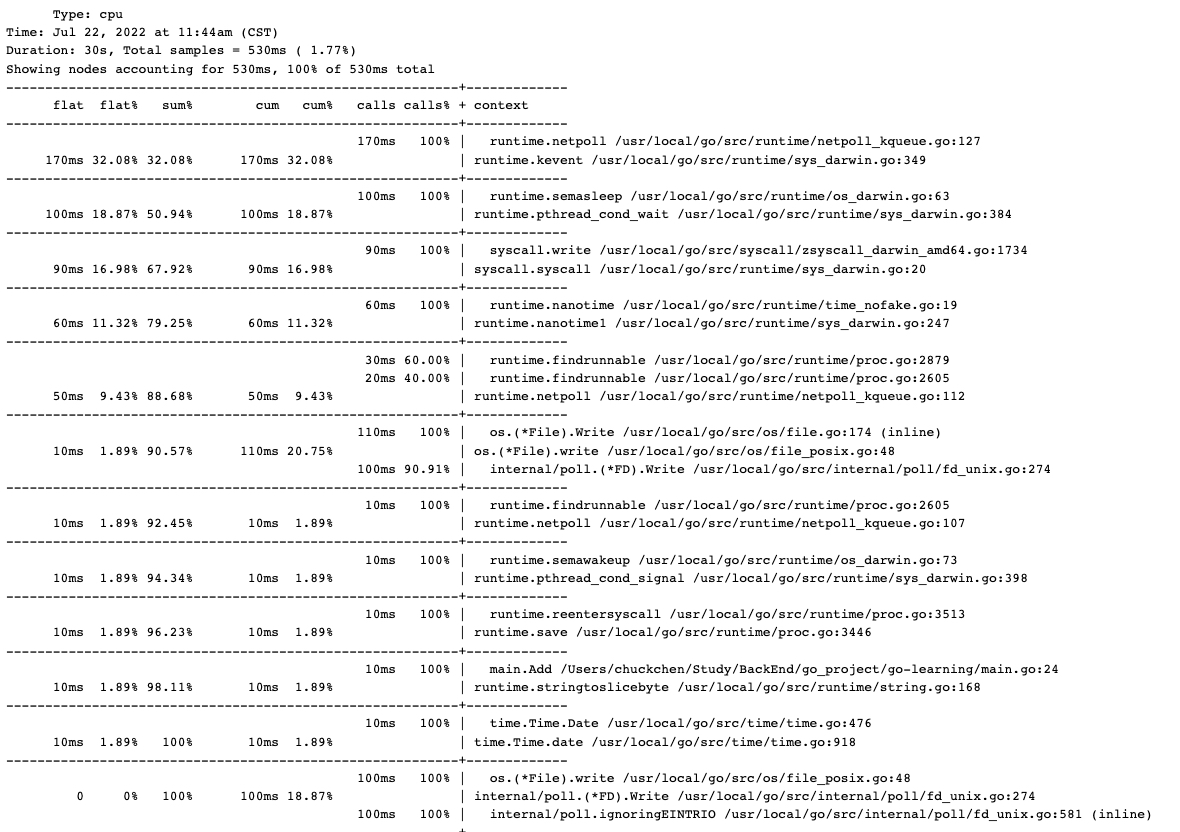 Type: cpu
Time: Jul 22, 2022 at 11:44am (CST)
Duration: 30s, Total samples = 530ms ( 1.77%)
Showing nodes accounting for 530ms, 100% of 530ms total
----------------------------------------------------------+-------------
      flat  flat%   sum%        cum   cum%   calls calls% + context
----------------------------------------------------------+-------------
                                             170ms   100% |   runtime.netpoll /usr/local/go/src/runtime/netpoll_kqueue.go:127
     170ms 32.08% 32.08%      170ms 32.08%                | runtime.kevent /usr/local/go/src/runtime/sys_darwin.go:349
----------------------------------------------------------+-------------
                                             100ms   100% |   runtime.semasleep /usr/local/go/src/runtime/os_darwin.go:63
     100ms 18.87% 50.94%      100ms 18.87%                | runtime.pthread_cond_wait /usr/local/go/src/runtime/sys_darwin.go:384
----------------------------------------------------------+-------------
                                              90ms   100% |   syscall.write /usr/local/go/src/syscall/zsyscall_darwin_amd64.go:1734
      90ms 16.98% 67.92%       90ms 16.98%                | syscall.syscall /usr/local/go/src/runtime/sys_darwin.go:20
----------------------------------------------------------+-------------
                                              60ms   100% |   runtime.nanotime /usr/local/go/src/runtime/time_nofake.go:19
      60ms 11.32% 79.25%       60ms 11.32%                | runtime.nanotime1 /usr/local/go/src/runtime/sys_darwin.go:247
----------------------------------------------------------+-------------
                                              30ms 60.00% |   runtime.findrunnable /usr/local/go/src/runtime/proc.go:2879
                                              20ms 40.00% |   runtime.findrunnable /usr/local/go/src/runtime/proc.go:2605
      50ms  9.43% 88.68%       50ms  9.43%                | runtime.netpoll /usr/local/go/src/runtime/netpoll_kqueue.go:112
----------------------------------------------------------+-------------
                                             110ms   100% |   os.(*File).Write /usr/local/go/src/os/file.go:174 (inline)
      10ms  1.89% 90.57%      110ms 20.75%                | os.(*File).write /usr/local/go/src/os/file_posix.go:48
                                             100ms 90.91% |   internal/poll.(*FD).Write /usr/local/go/src/internal/poll/fd_unix.go:274
----------------------------------------------------------+-------------
                                              10ms   100% |   runtime.findrunnable /usr/local/go/src/runtime/proc.go:2605
      10ms  1.89% 92.45%       10ms  1.89%                | runtime.netpoll /usr/local/go/src/runtime/netpoll_kqueue.go:107
----------------------------------------------------------+-------------
                                              10ms   100% |   runtime.semawakeup /usr/local/go/src/runtime/os_darwin.go:73
      10ms  1.89% 94.34%       10ms  1.89%                | runtime.pthread_cond_signal /usr/local/go/src/runtime/sys_darwin.go:398
----------------------------------------------------------+-------------
                                              10ms   100% |   runtime.reentersyscall /usr/local/go/src/runtime/proc.go:3513
      10ms  1.89% 96.23%       10ms  1.89%                | runtime.save /usr/local/go/src/runtime/proc.go:3446
----------------------------------------------------------+-------------
                                              10ms   100% |   main.Add /Users/chuckchen/Study/BackEnd/go_project/go-learning/main.go:24
      10ms  1.89% 98.11%       10ms  1.89%                | runtime.stringtoslicebyte /usr/local/go/src/runtime/string.go:168
----------------------------------------------------------+-------------
                                              10ms   100% |   time.Time.Date /usr/local/go/src/time/time.go:476
      10ms  1.89%   100%       10ms  1.89%                | time.Time.date /usr/local/go/src/time/time.go:918
----------------------------------------------------------+-------------
                                             100ms   100% |   os.(*File).write /usr/local/go/src/os/file_posix.go:48
         0     0%   100%      100ms 18.87%                | internal/poll.(*FD).Write /usr/local/go/src/internal/poll/fd_unix.go:274
                                             100ms   100% |   internal/poll.ignoringEINTRIO /usr/local/go/src/internal/poll/fd_unix.go:581 (inline)